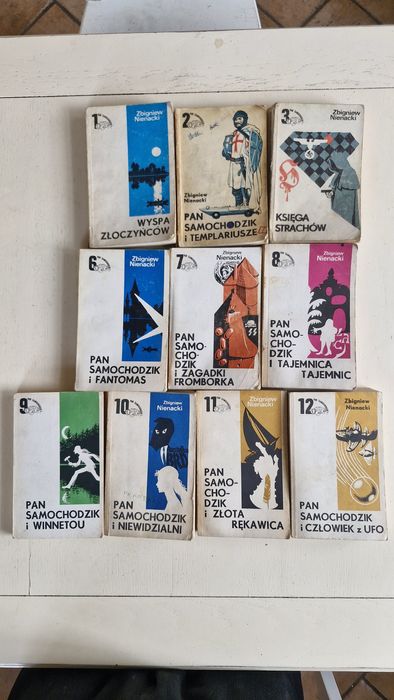 1
Zbigniew
Nienacki
WYSPA
ZŁOCZYŃCÓW
2
Zbigniew
Nienacki
PAN
SAMOCHODZIK
i TEMPLARIUSZE
3
Zbigniew
Nienacki
KSIĘGA
STRACHÓW
6
Zbigniew
Nienacki
PAN
SAMOCHODZIK
i FANTOMAS
7
Zbigniew
Nienacki
PAN
SAMO-
CHO-
DZIK
i ZAGADKI
FROMBORKA
8
Zbigniew
Nienacki
PAN
SAMO-
CHO-
DZIK
I TAJEMNICA
TAJEMNIC
9
Zbigniew
Nienacki
PAN
SAMOCHODZIK
i WINNETOU
10
Zbigniew
Nienacki
PAN
SAMOCHODZIK
i NIEWIDZIALNI
11
Zbigniew
Nienacki
PAN
SAMO-
CHO-
DZIK
i ZŁOTA
RĘKAWICA
12
Zbigniew
Nienacki
PAN
SAMOCHODZIK
i CZŁOWIEK z UFO